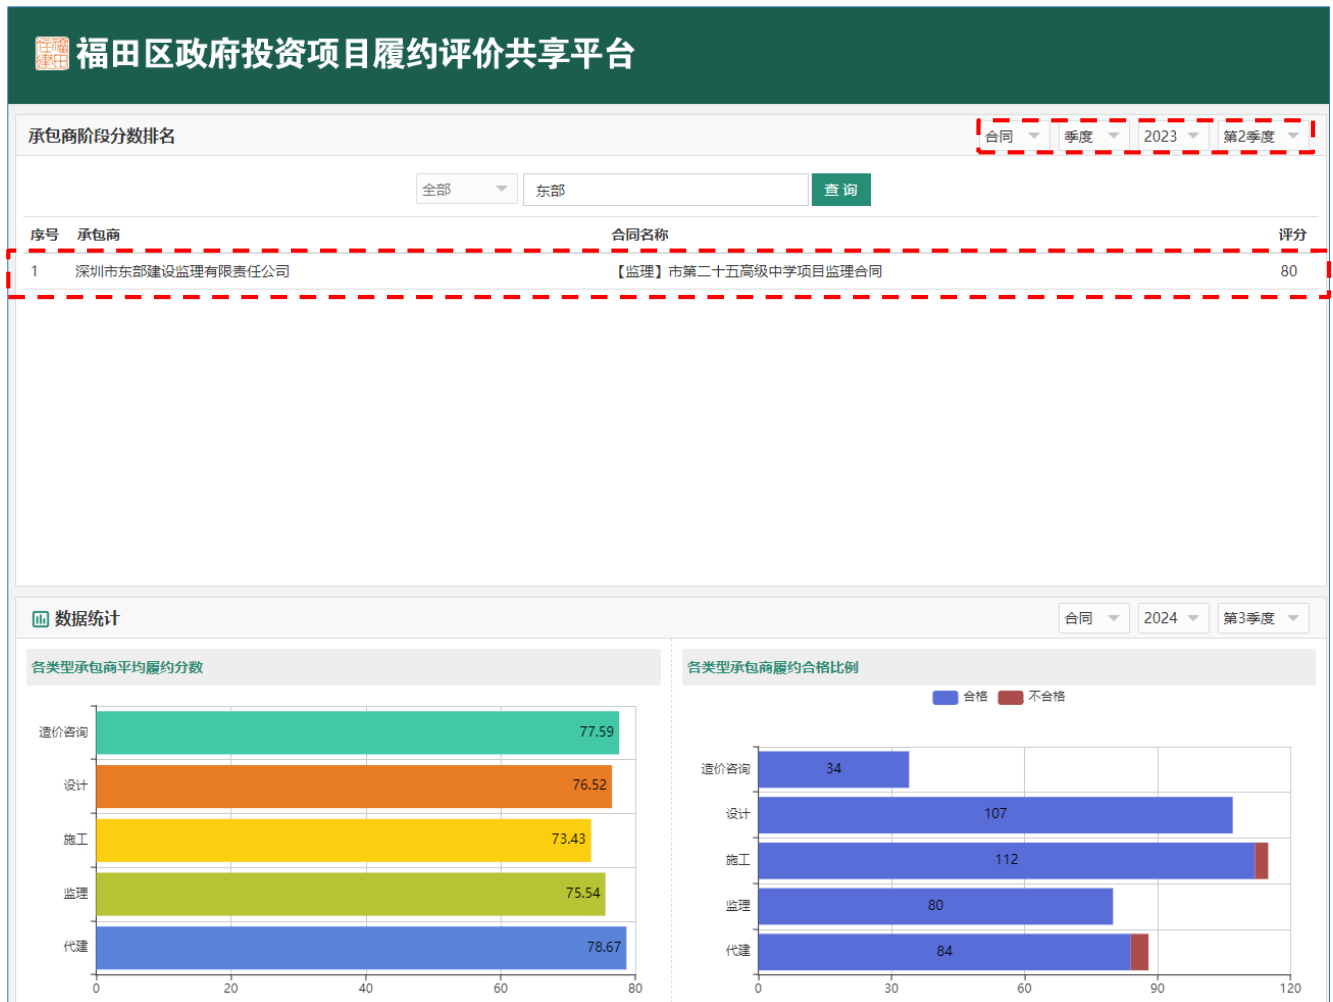 福田区政府投资项目履约评价共享平台
承包商阶段分数排名 合同 季度 2023 第2季度
全部 东部 查 询
序号 承包商 合同名称 评分
1 深圳市东部建设监理有限责任公司 【监理】市第二十五高级中学项目监理合同 80
数据统计 合同 2024 第3季度
各类型承包商平均履约分数
造价咨询 77.59
设计 76.52
施工 73.43
监理 75.54
代建 78.67
0 20 40 60 80
各类型承包商履约合格比例
合格 不合格
造价咨询 34
设计 107
施工 112
监理 80
代建 84
0 30 60 90 120